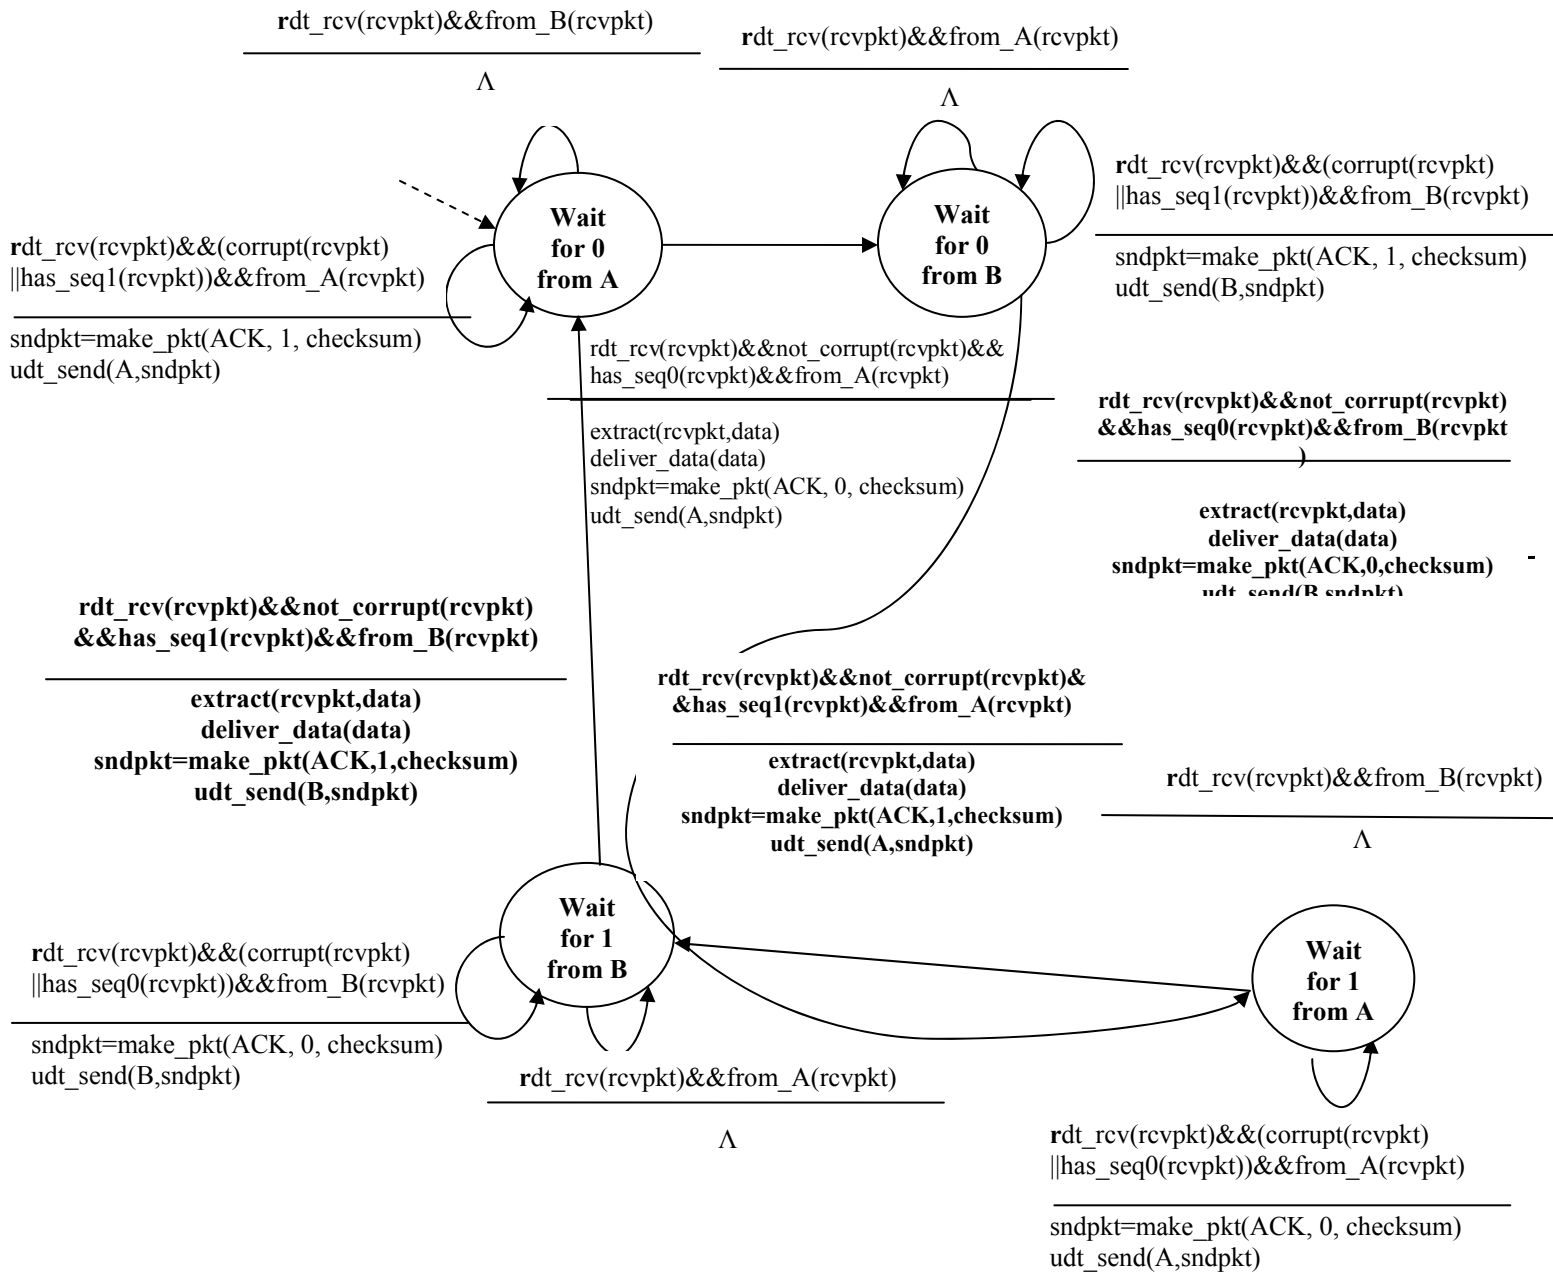 rdt_rcv(rcvpkt)&&from_B(rcvpkt)
Λ
rdt_rcv(rcvpkt)&&from_A(rcvpkt)
Λ
rdt_rcv(rcvpkt)&&(corrupt(rcvpkt)
||has_seq1(rcvpkt))&&from_B(rcvpkt)
sndpkt=make_pkt(ACK, 1, checksum)
udt_send(B,sndpkt)
Wait
for 0
from A
Wait
for 0
from B
rdt_rcv(rcvpkt)&&(corrupt(rcvpkt)
||has_seq1(rcvpkt))&&from_A(rcvpkt)
sndpkt=make_pkt(ACK, 1, checksum)
udt_send(A,sndpkt)
rdt_rcv(rcvpkt)&&not_corrupt(rcvpkt)&&
has_seq0(rcvpkt)&&from_A(rcvpkt)
extract(rcvpkt,data)
deliver_data(data)
sndpkt=make_pkt(ACK, 0, checksum)
udt_send(A,sndpkt)
rdt_rcv(rcvpkt)&&not_corrupt(rcvpkt)
&&has_seq0(rcvpkt)&&from_B(rcvpkt
)
extract(rcvpkt,data)
deliver_data(data)
sndpkt=make_pkt(ACK,0,checksum)
udt_send(B,sndpkt)
-
rdt_rcv(rcvpkt)&&not_corrupt(rcvpkt)
&&has_seq1(rcvpkt)&&from_B(rcvpkt)
extract(rcvpkt,data)
deliver_data(data)
sndpkt=make_pkt(ACK,1,checksum)
udt_send(B,sndpkt)
rdt_rcv(rcvpkt)&&not_corrupt(rcvpkt)&
&has_seq1(rcvpkt)&&from_A(rcvpkt)
extract(rcvpkt,data)
deliver_data(data)
sndpkt=make_pkt(ACK,1,checksum)
udt_send(A,sndpkt)
rdt_rcv(rcvpkt)&&from_B(rcvpkt)
Λ
Wait
for 1
from B
Wait
for 1
from A
rdt_rcv(rcvpkt)&&(corrupt(rcvpkt)
||has_seq0(rcvpkt))&&from_B(rcvpkt)
sndpkt=make_pkt(ACK, 0, checksum)
udt_send(B,sndpkt)
rdt_rcv(rcvpkt)&&from_A(rcvpkt)
Λ
rdt_rcv(rcvpkt)&&(corrupt(rcvpkt)
||has_seq0(rcvpkt))&&from_A(rcvpkt)
sndpkt=make_pkt(ACK, 0, checksum)
udt_send(A,sndpkt)